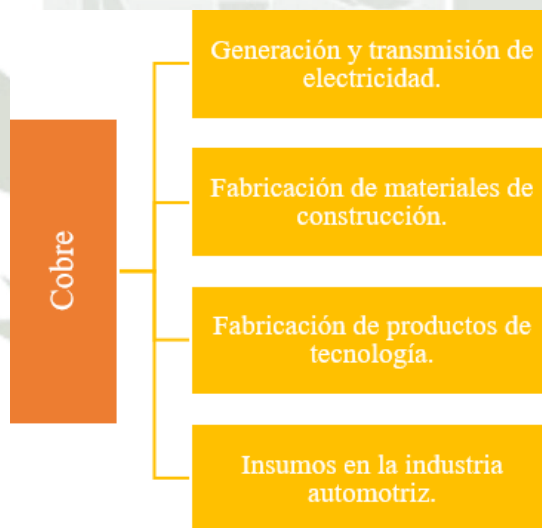 Cobre
Generación y transmisión de
electricidad.
Fabricación de materiales de
construcción.
Fabricación de productos de
tecnología.
Insumos en la industria
automotriz.